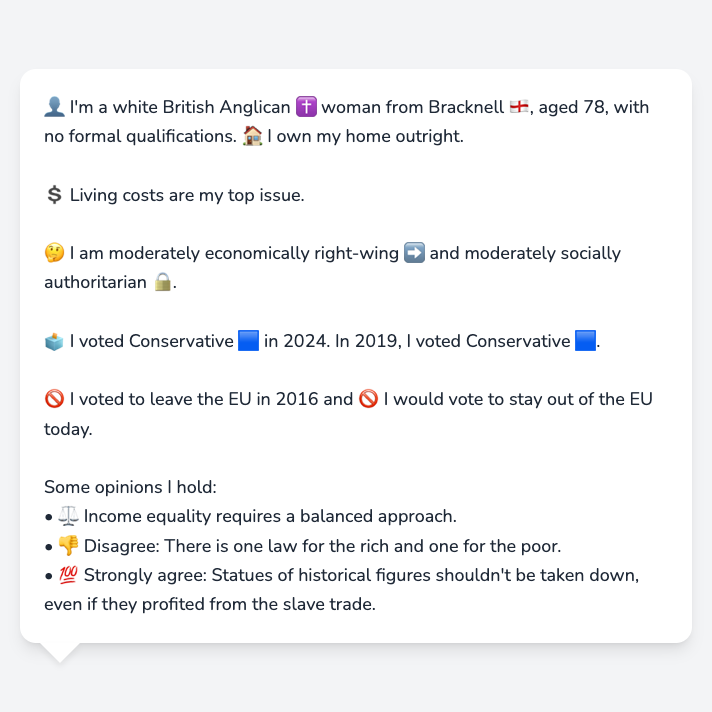 👤 I'm a white British Anglican ✝️ woman from Bracknell 🏴󠁧󠁢󠁥󠁮󠁧󠁿, aged 78, with
no formal qualifications. 🏠 I own my home outright.
💲 Living costs are my top issue.
🤔 I am moderately economically right-wing ➡️ and moderately socially
authoritarian 🔒.
🗳️ I voted Conservative 🟦 in 2024. In 2019, I voted Conservative 🟦.
🚫 I voted to leave the EU in 2016 and 🚫 I would vote to stay out of the EU
today.
Some opinions I hold:
• ⚖️ Income equality requires a balanced approach.
• 👎 Disagree: There is one law for the rich and one for the poor.
• 💯 Strongly agree: Statues of historical figures shouldn't be taken down,
even if they profited from the slave trade.